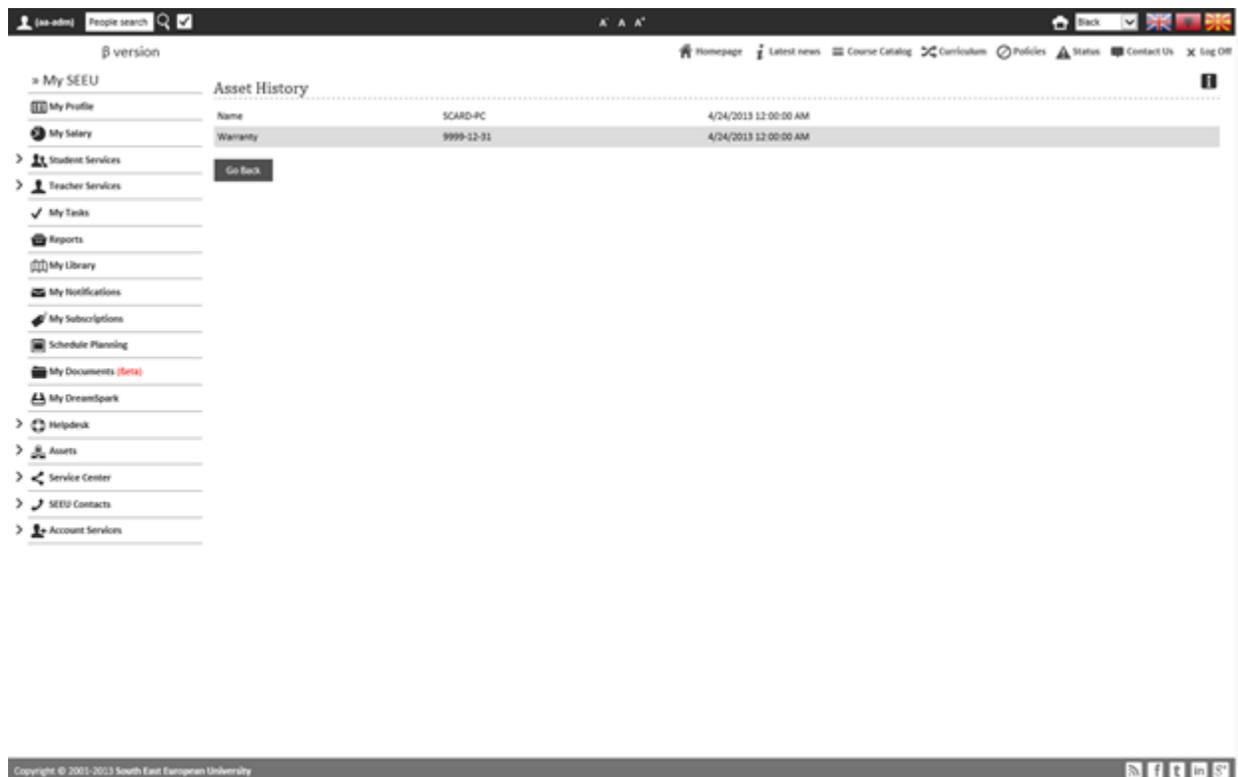 (aa-adm) People search A- A A+ Black
β version Homepage Latest news Course Catalog Curriculum Policies Status Contact Us Log Off
» My SEEU
Asset History
My Profile
Name SCARD-PC 4/24/2013 12:00:00 AM
My Salary
Warranty 9999-12-31 4/24/2013 12:00:00 AM
Student Services
Go Back
Teacher Services
My Tasks
Reports
My Library
My Notifications
My Subscriptions
Schedule Planning
My Documents (Beta)
My DreamSpark
Helpdesk
Assets
Service Center
SEEU Contacts
Account Services
Copyright © 2001-2013 South East European University